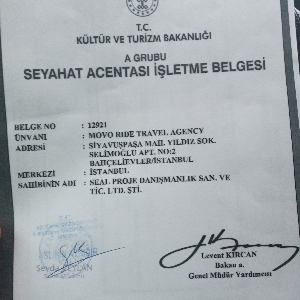 T.C.
KÜLTÜR VE TURİZM BAKANLIĞI
A GRUBU
SEYAHAT ACENTASI İŞLETME BELGESİ
BELGE NO : 12921
ÜNVANI : MOVO RIDE TRAVEL AGENCY
ADRESİ : SİYAVUŞPAŞA MAH. YILDIZ SOK.
SELİMOĞLU APT. NO:2
BAHÇELİEVLER/İSTANBUL
MERKEZİ : İSTANBUL
SAHİBİNİN ADI : SEAL PROJE DANIŞMANLIK SAN. VE
TİC. LTD. ŞTİ.
T.C.
Levent KIRCAN
Bakan a.
Genel Müdür Yardımcısı